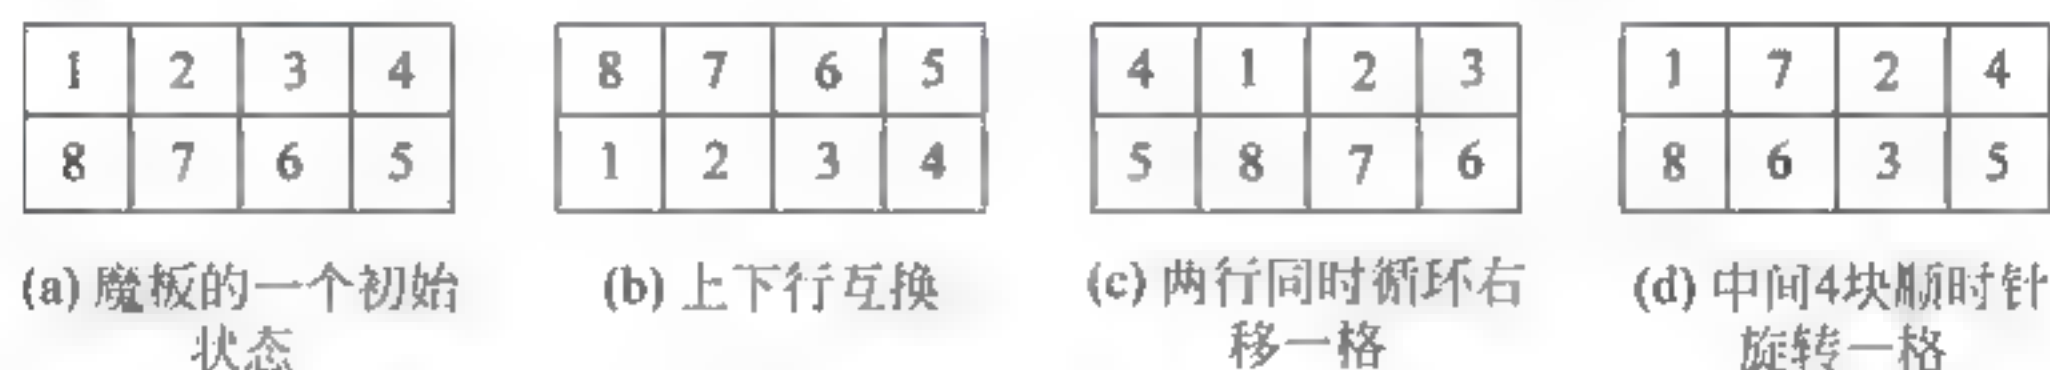 1 2 3 4 8 7 6 5 4 1 2 3 1 7 2 4
8 7 6 5 1 2 3 4 5 8 7 6 8 6 3 5
(a) 魔板的一个初始 (b) 上下行互换 (c) 两行同时循环右 (d) 中间4块顺时针
状态 移一格 旋转一格